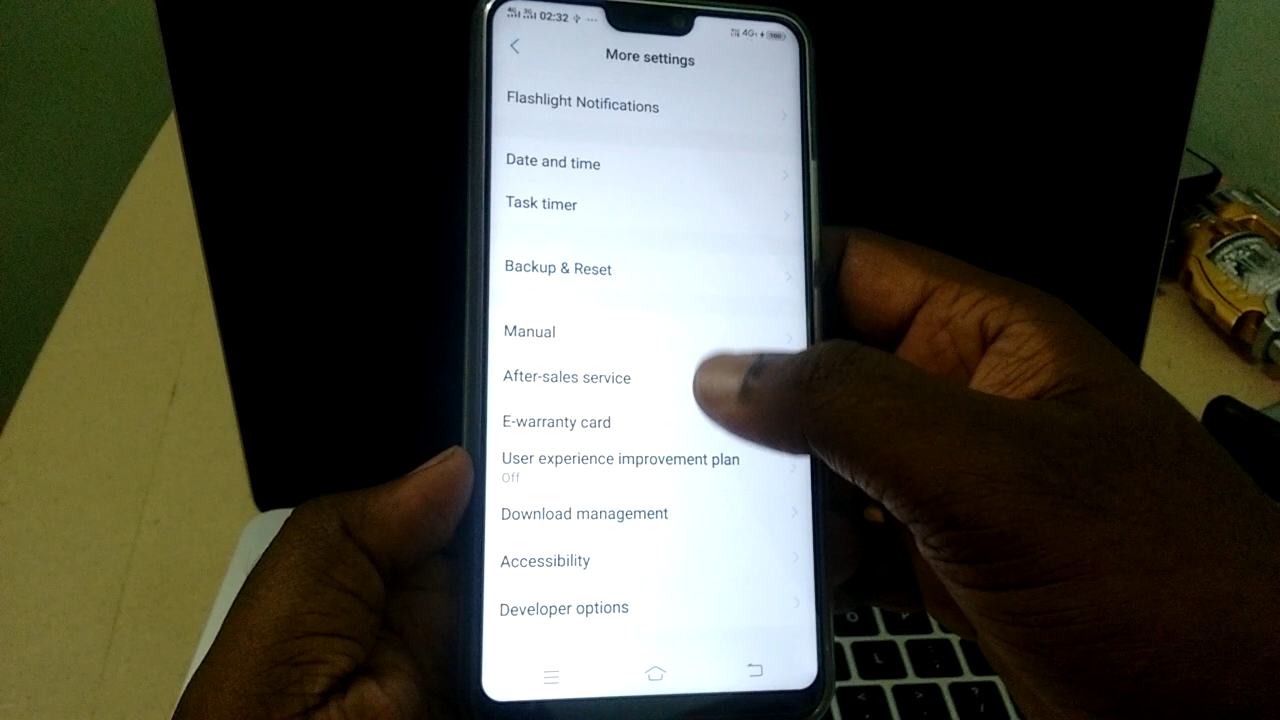 02:32 ...
4G 100
More settings
Flashlight Notifications
Date and time
Task timer
Backup & Reset
Manual
After-sales service
E-warranty card
User experience improvement plan
Off
Download management
Accessibility
Developer options
O P
L : "
< > ?